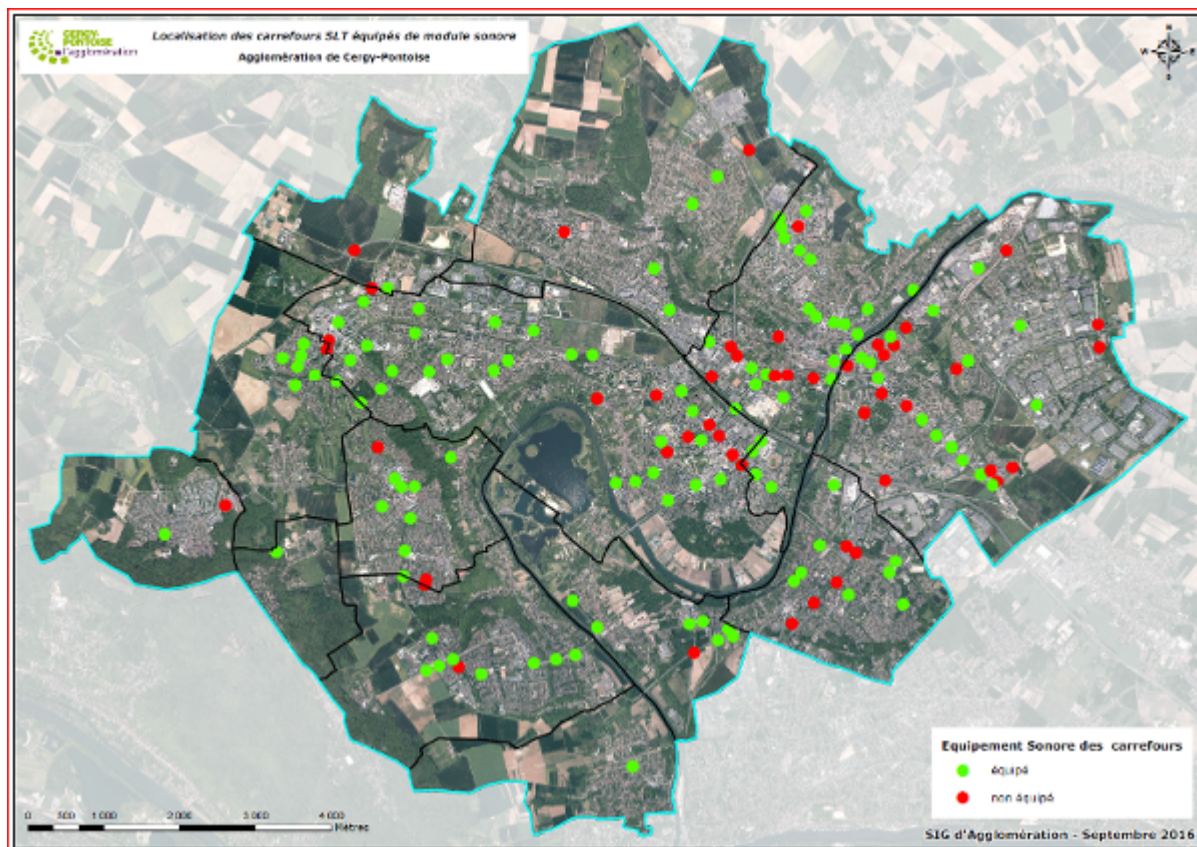 CERGY-
PONTOISE
l'agglomération
Localisation des carrefours SLT équipés de module sonore
Agglomération de Cergy-Pontoise
N
W E
S
Equipement Sonore des carrefours
équipé
non équipé
0 500 1 000 2 000 3 000 4 000
Mètres
SIG d'Agglomération - Septembre 2016